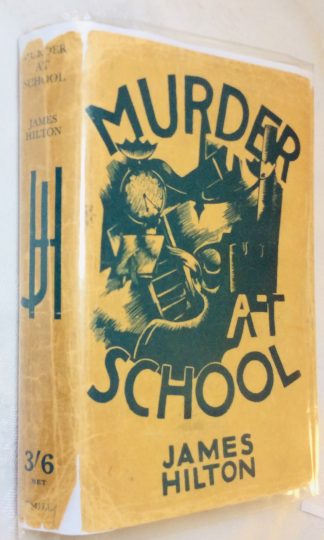 MURDER
AT
SCHOOL
JAMES
HILTON
JH
3/6
NET
MURDER
AT
SCHOOL
JAMES
HILTON